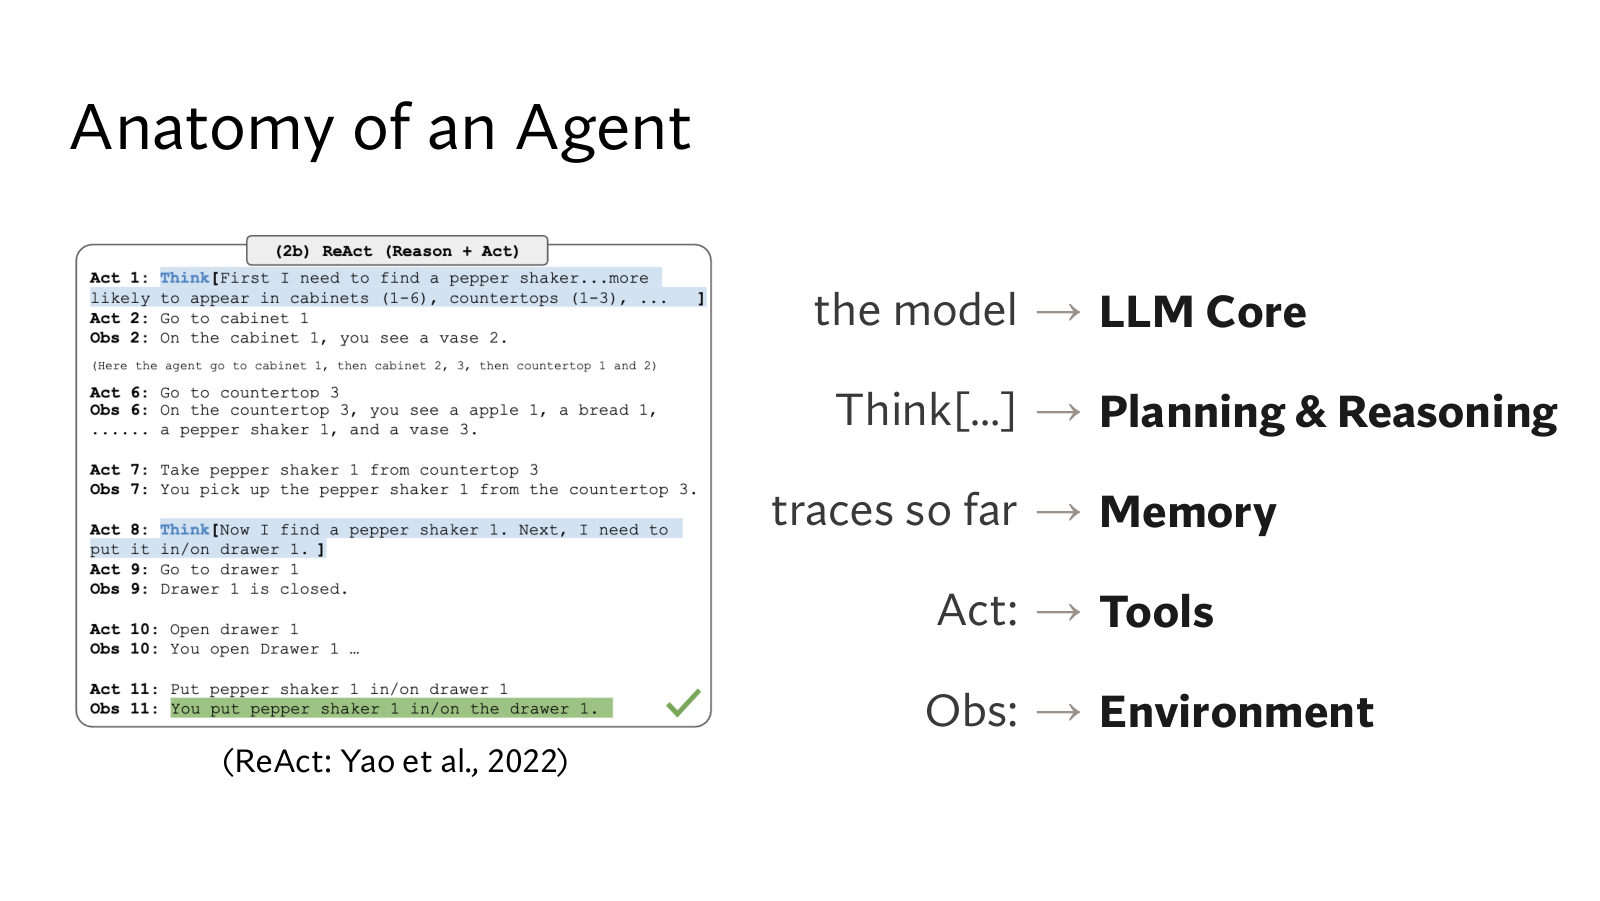 Anatomy of an Agent
(2b) ReAct (Reason + Act)
Act 1: Think[First I need to find a pepper shaker...more
likely to appear in cabinets (1-6), countertops (1-3), ... ]
Act 2: Go to cabinet 1
Obs 2: On the cabinet 1, you see a vase 2.
(Here the agent go to cabinet 1, then cabinet 2, 3, then countertop 1 and 2)
Act 6: Go to countertop 3
Obs 6: On the countertop 3, you see a apple 1, a bread 1,
...... a pepper shaker 1, and a vase 3.
Act 7: Take pepper shaker 1 from countertop 3
Obs 7: You pick up the pepper shaker 1 from the countertop 3.
Act 8: Think[Now I find a pepper shaker 1. Next, I need to
put it in/on drawer 1. ]
Act 9: Go to drawer 1
Obs 9: Drawer 1 is closed.
Act 10: Open drawer 1
Obs 10: You open Drawer 1 …
Act 11: Put pepper shaker 1 in/on drawer 1
Obs 11: You put pepper shaker 1 in/on the drawer 1.
(ReAct: Yao et al., 2022)
the model → LLM Core
Think[...] → Planning & Reasoning
traces so far → Memory
Act: → Tools
Obs: → Environment